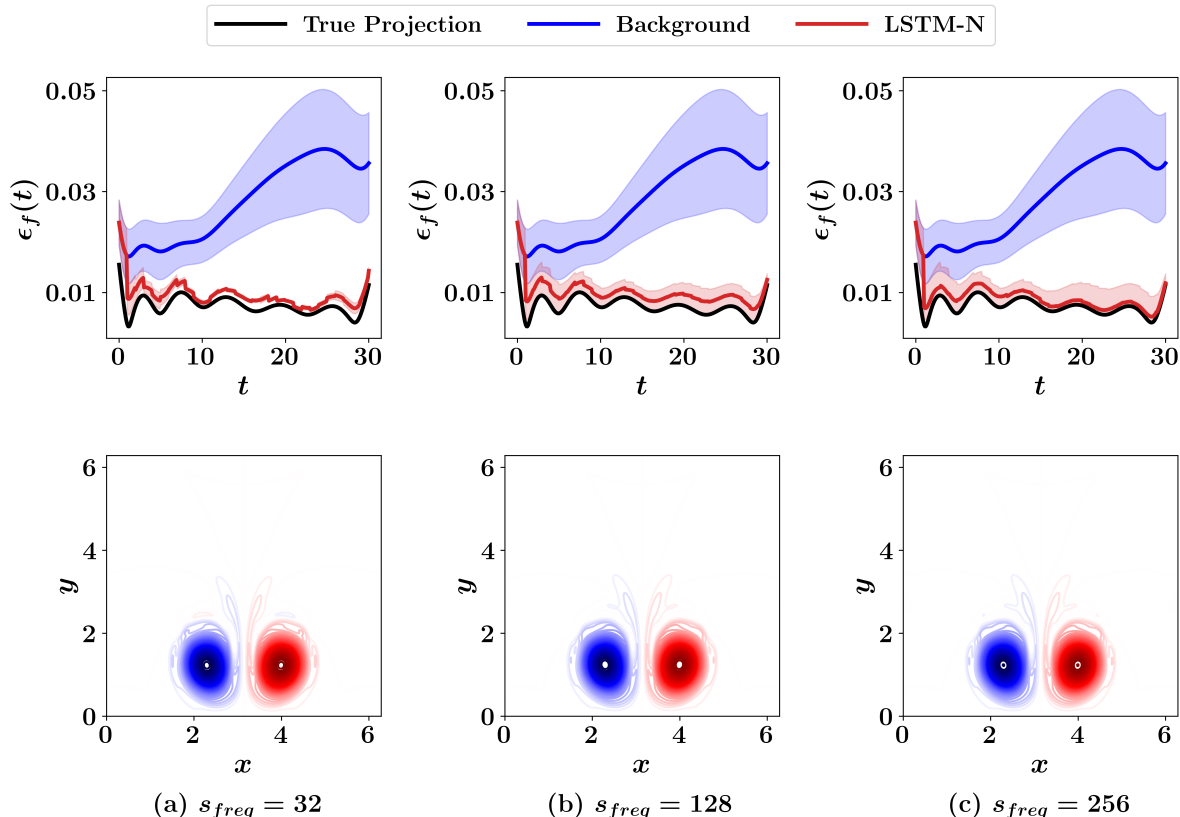 True Projection Background LSTM-N
0.05 0.05 0.05
0.03 0.03 0.03
0.01 0.01 0.01
ϵ_f(t) ϵ_f(t) ϵ_f(t)
0 10 20 30 0 10 20 30 0 10 20 30
t t t
6 6 6
4 4 4
2 2 2
0 0 0
y y y
0 2 4 6 0 2 4 6 0 2 4 6
x x x
(a) s_freq = 32 (b) s_freq = 128 (c) s_freq = 256